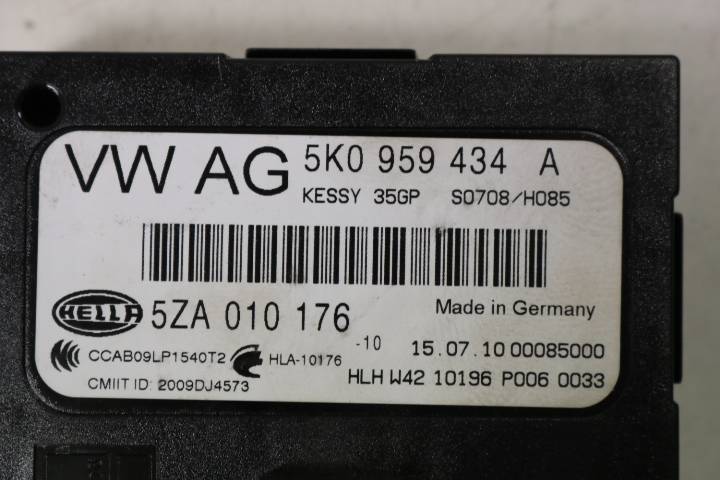 VW AG 5K0 959 434 A
KESSY 35GP S0708/H085
HELLA 5ZA 010 176 Made in Germany
-10 15.07.10 00085000
CCAB09LP1540T2 HLA-10176
CMIIT ID: 2009DJ4573 HLH W42 10196 P006 0033